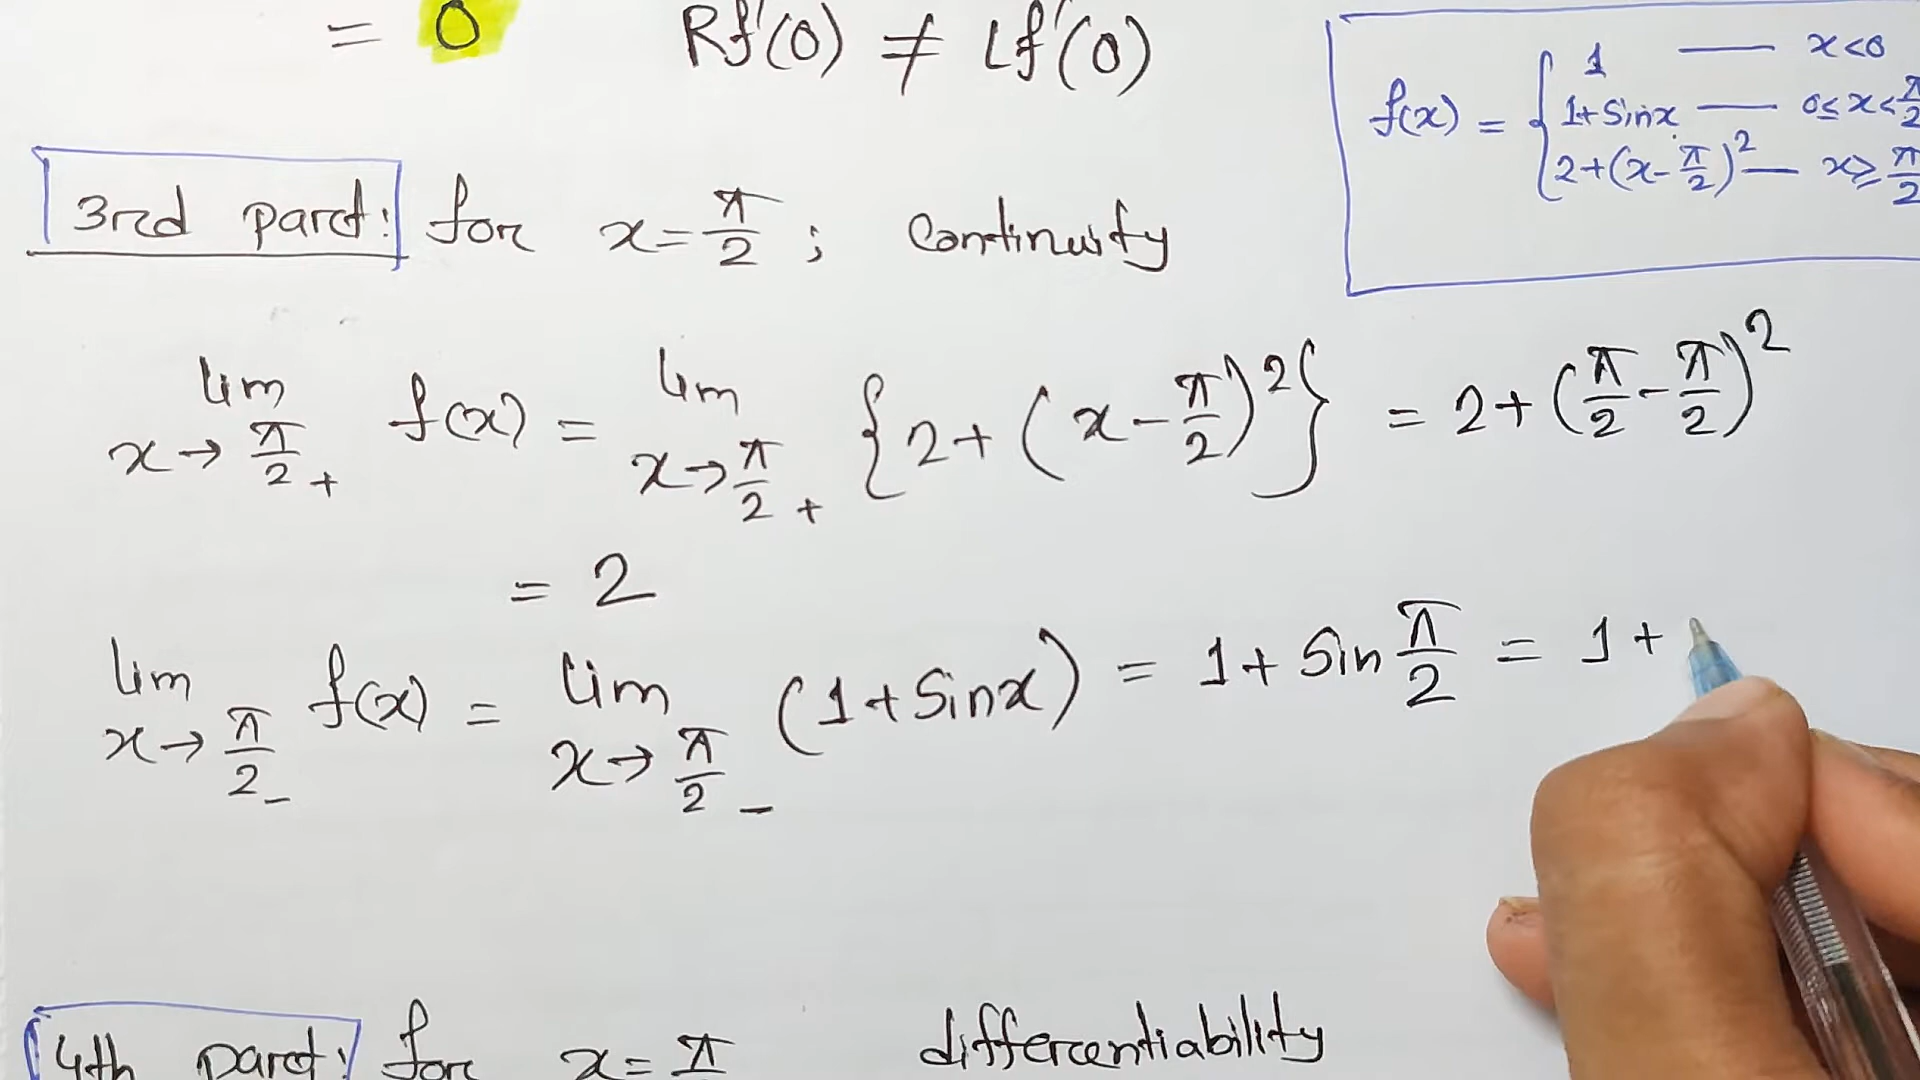 = 0 Rf'(0) ≠ Lf'(0)
f(x) = { 1 — x<0
1+Sinx — 0≤x<π/2
2+(x-π/2)² — x≥π/2
3rd part: for x=π/2 ; continuity
lim x→π/2+ f(x) = lim x→π/2+ {2+(x-π/2)²} = 2+(π/2-π/2)²
= 2
lim x→π/2- f(x) = lim x→π/2- (1+Sinx) = 1+Sin π/2 = 1+
4th part: for x=π differentiability